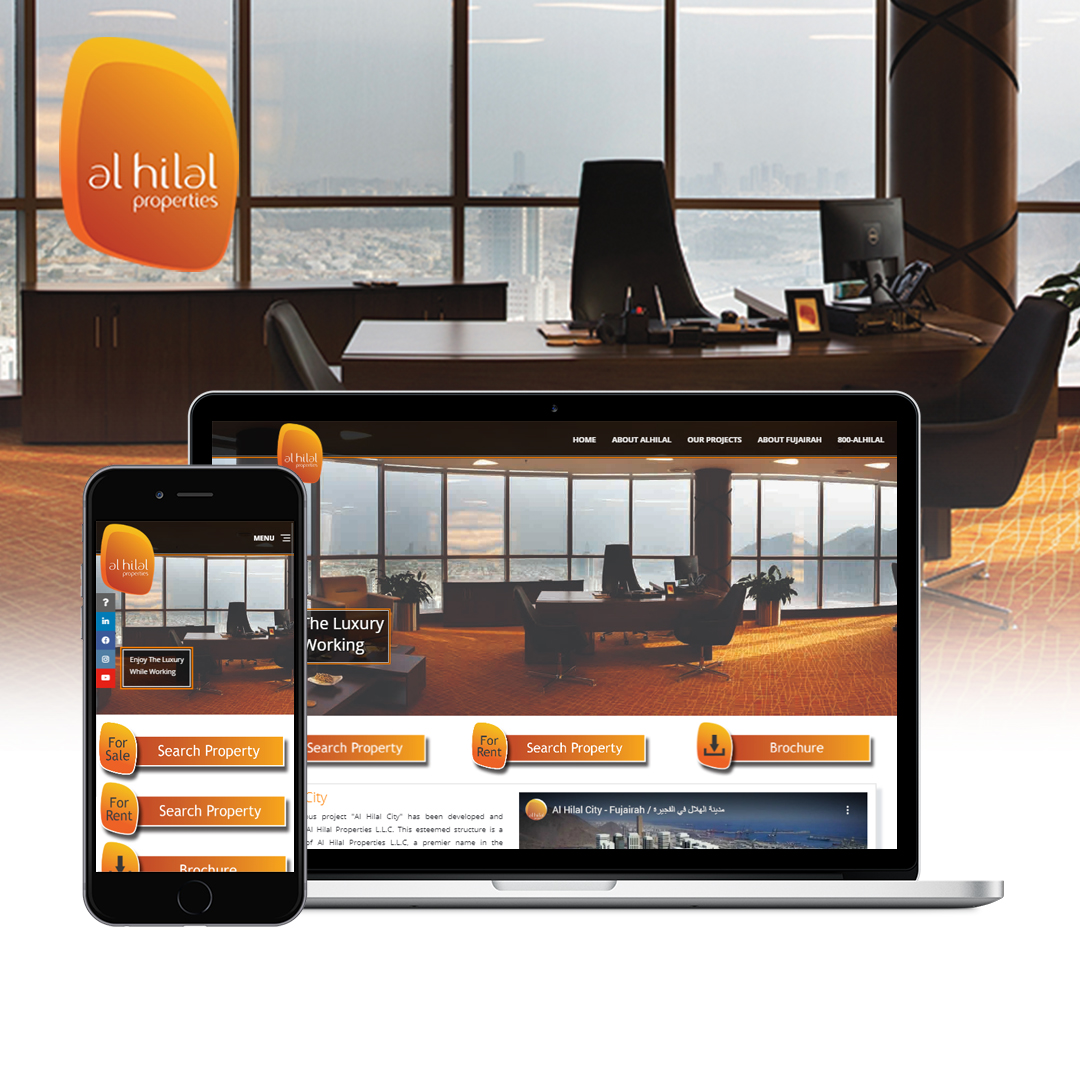 al hilal
properties
DELL
al hilal
properties
HOME ABOUT ALHILAL OUR PROJECTS ABOUT FUJAIRAH 800-ALHILAL
The Luxury
Working
Search Property
For
Rent
Search Property
Brochure
City
us project "Al Hilal City" has been developed and
Al Hilal Properties L.L.C. This esteemed structure is a
of Al Hilal Properties L.L.C, a premier name in the
Al Hilal City - Fujairah / مدينة الهلال في الفجيرة
al hilal
properties
MENU
?
in
Enjoy The Luxury
While Working
For
Sale
Search Property
For
Rent
Search Property
Brochure